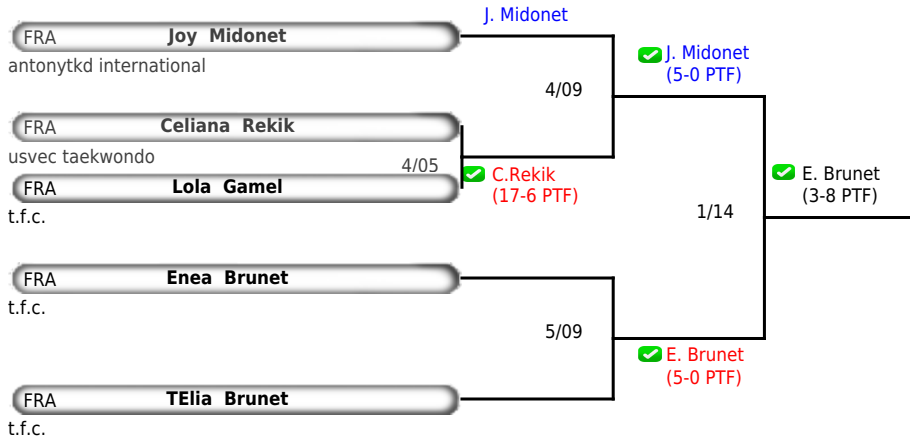 J. Midonet
FRA Joy Midonet
antonytkd international
J. Midonet
(5-0 PTF)
4/09
FRA Celiana Rekik
usvec taekwondo
4/05
C.Rekik
(17-6 PTF)
FRA Lola Gamel
t.f.c.
E. Brunet
(3-8 PTF)
1/14
FRA Enea Brunet
t.f.c.
5/09
E. Brunet
(5-0 PTF)
FRA TElia Brunet
t.f.c.